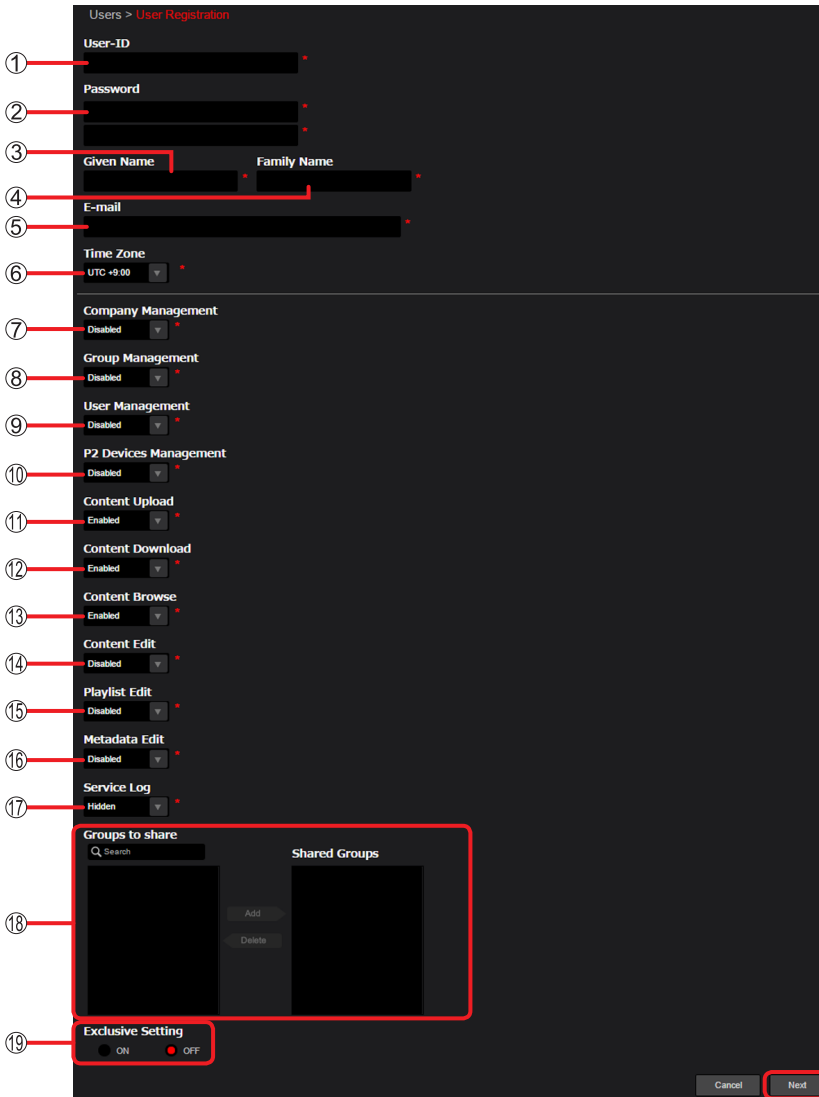 Users > User Registration
User-ID
① *
Password
② *
*
③
Given Name Family Name
* *
④
E-mail
⑤ *
Time Zone
⑥ UTC +9:00 *
Company Management
⑦ Disabled *
Group Management
⑧ Disabled *
User Management
⑨ Disabled *
P2 Devices Management
⑩ Disabled *
Content Upload
⑪ Enabled *
Content Download
⑫ Enabled *
Content Browse
⑬ Enabled *
Content Edit
⑭ Disabled *
Playlist Edit
⑮ Disabled *
Metadata Edit
⑯ Disabled *
Service Log
⑰ Hidden *
Groups to share
Search Shared Groups
Add
⑱
Delete
Exclusive Setting
⑲ ON OFF
Cancel Next